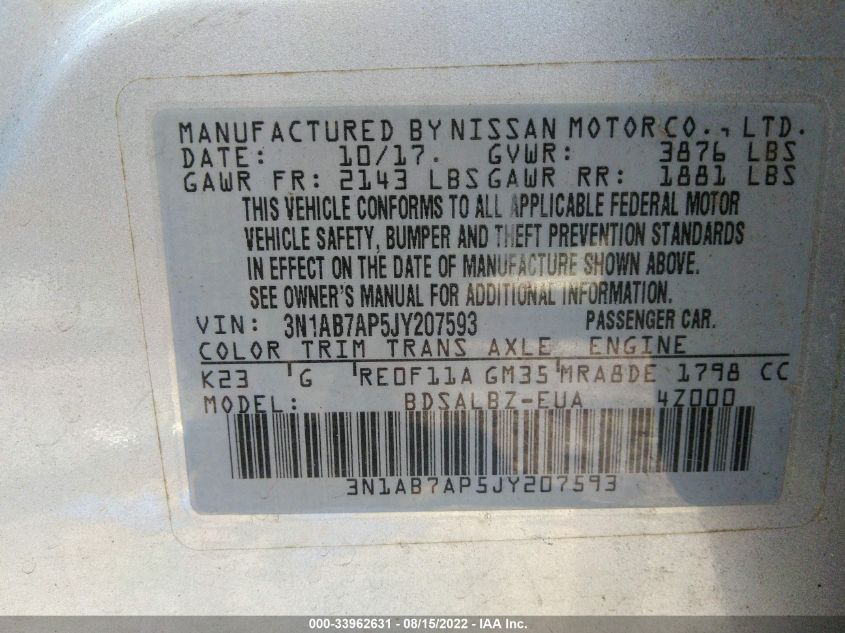 MANUFACTURED BY NISSAN MOTOR CO., LTD.
DATE: 10/17. GVWR: 3876 LBS
GAWR FR: 2143 LBS GAWR RR: 1881 LBS
THIS VEHICLE CONFORMS TO ALL APPLICABLE FEDERAL MOTOR
VEHICLE SAFETY, BUMPER AND THEFT PREVENTION STANDARDS
IN EFFECT ON THE DATE OF MANUFACTURE SHOWN ABOVE.
SEE OWNER'S MANUAL FOR ADDITIONAL INFORMATION.
VIN: 3N1AB7AP5JY207593 PASSENGER CAR.
COLOR TRIM TRANS AXLE ENGINE
K23 G RE0F11A GM35 MRA8DE 1798 CC
MODEL: BDSALBZ-EUA 4Z000
3N1AB7AP5JY207593
000-33962631 - 08/15/2022 - IAA Inc.